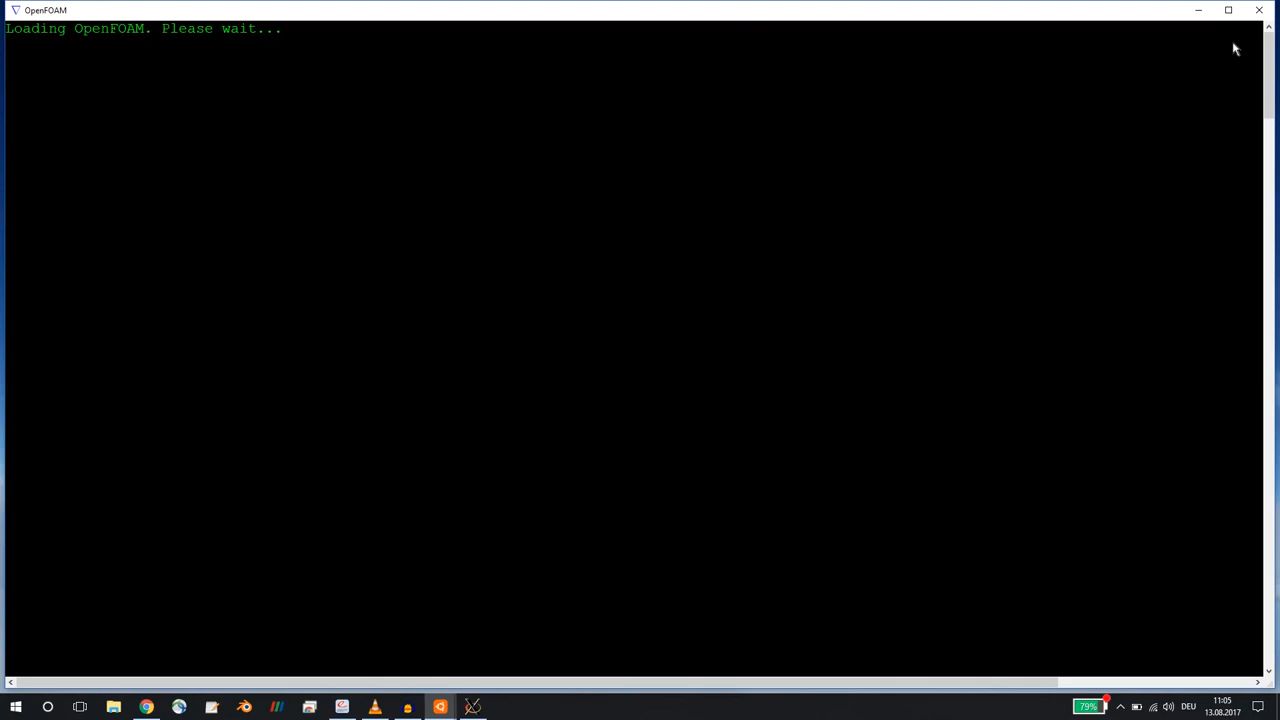 OpenFOAM
Loading OpenFOAM. Please wait...
79%
DEU
11:05
13.08.2017